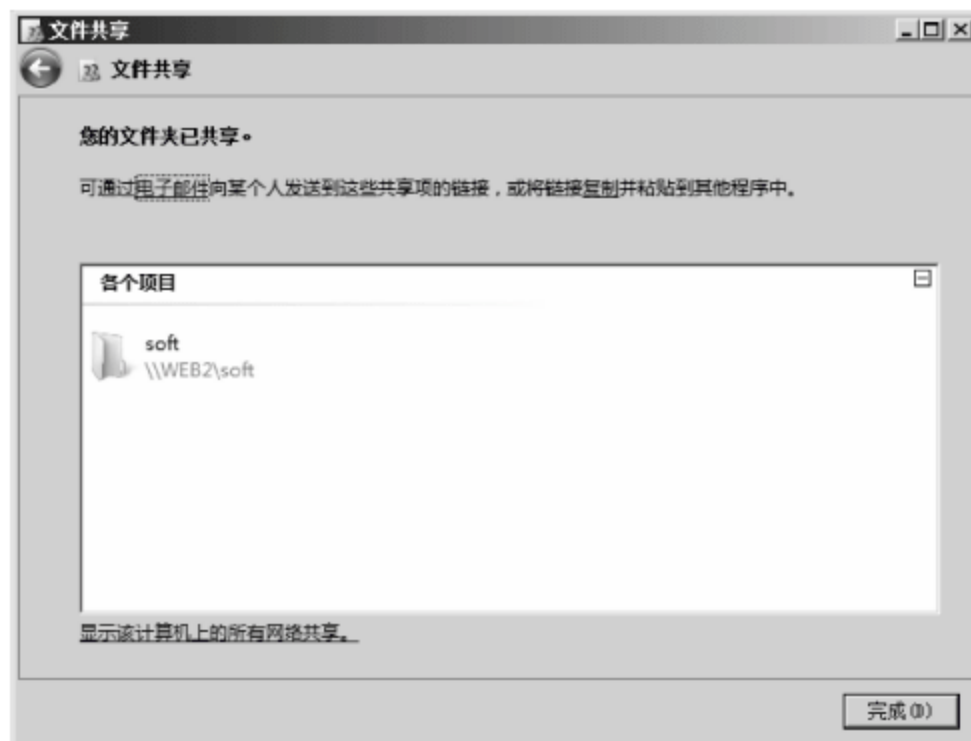 文件共享
文件共享
您的文件夹已共享。
可通过电子邮件向某个人发送到这些共享项的链接，或将链接复制并粘贴到其他程序中。
各个项目
soft
\\WEB2\soft
显示该计算机上的所有网络共享。
完成(D)